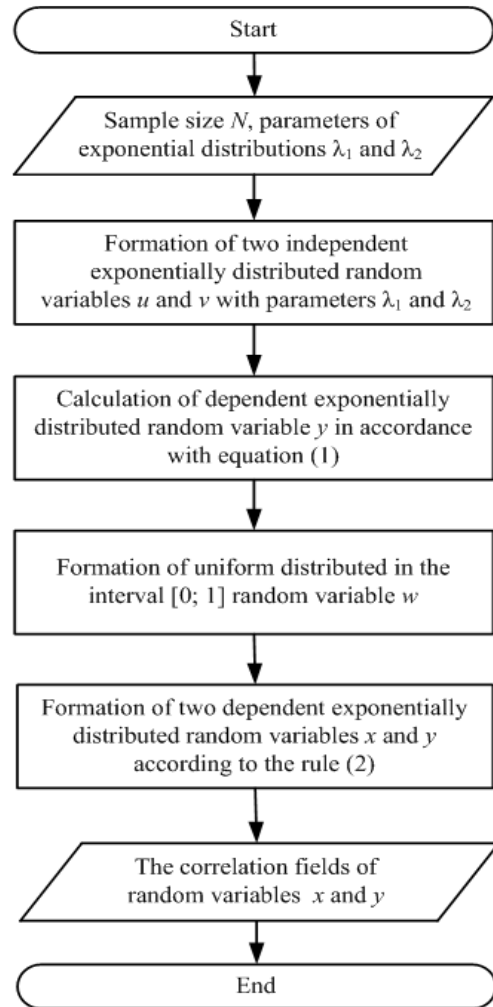 Start
Sample size N, parameters of
exponential distributions λ₁ and λ₂
Formation of two independent
exponentially distributed random
variables u and v with parameters λ₁ and λ₂
Calculation of dependent exponentially
distributed random variable y in accordance
with equation (1)
Formation of uniform distributed in the
interval [0; 1] random variable w
Formation of two dependent exponentially
distributed random variables x and y
according to the rule (2)
The correlation fields of
random variables x and y
End